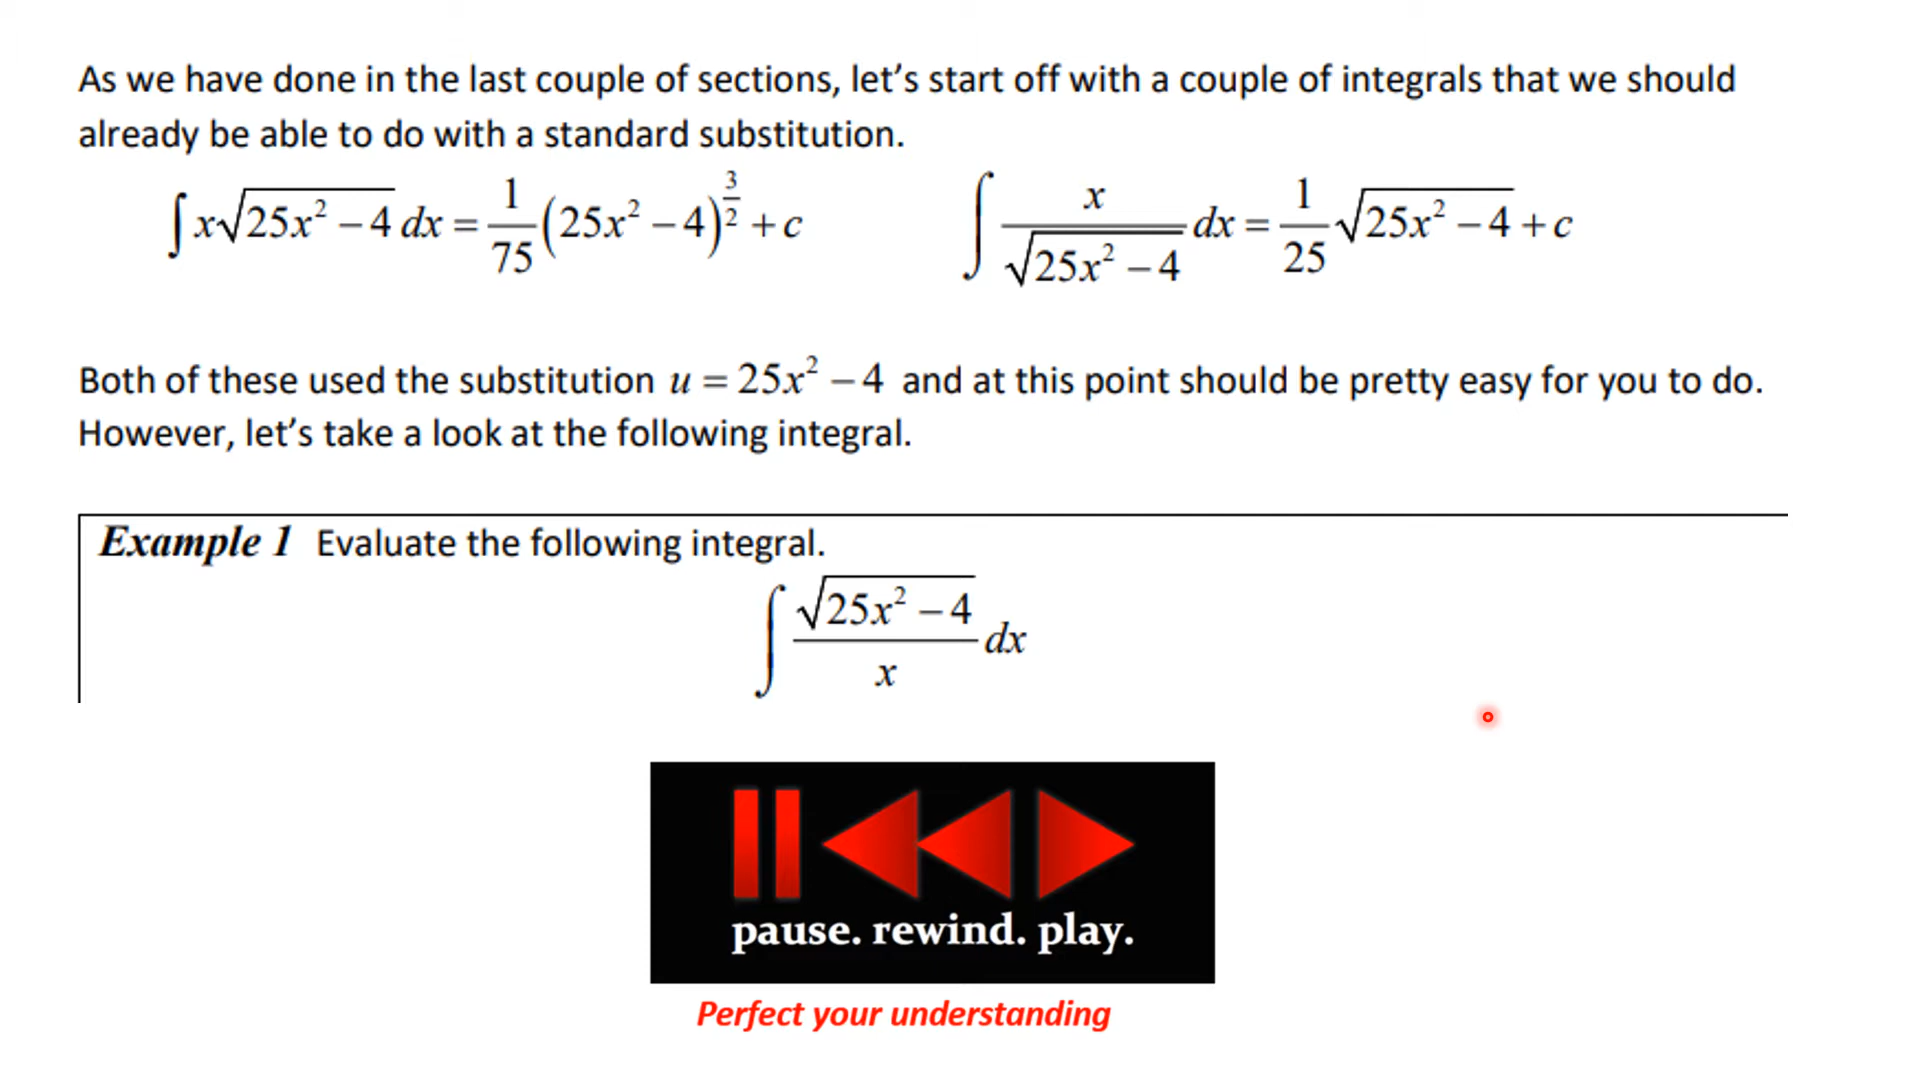 As we have done in the last couple of sections, let’s start off with a couple of integrals that we should
already be able to do with a standard substitution.
∫ x√(25x² − 4) dx = 1/75 (25x² − 4)^(3/2) + c    ∫ x/√(25x² − 4) dx = 1/25 √(25x² − 4) + c
Both of these used the substitution u = 25x² − 4 and at this point should be pretty easy for you to do.
However, let’s take a look at the following integral.
Example 1 Evaluate the following integral.
∫ √(25x² − 4)/x dx
pause. rewind. play.
Perfect your understanding